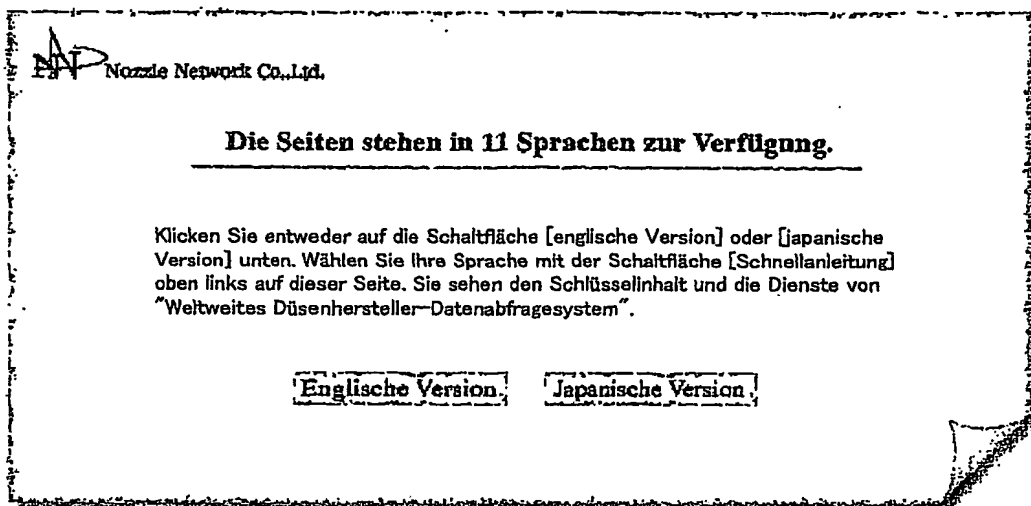 NN Nozzle Network Co.,Ltd.
Die Seiten stehen in 11 Sprachen zur Verfügung.
Klicken Sie entweder auf die Schaltfläche [englische Version] oder [japanische
Version] unten. Wählen Sie Ihre Sprache mit der Schaltfläche [Schnellanleitung]
oben links auf dieser Seite. Sie sehen den Schlüsselinhalt und die Dienste von
"Weltweites Düsenhersteller-Datenabfragesystem".
Englische Version
Japanische Version